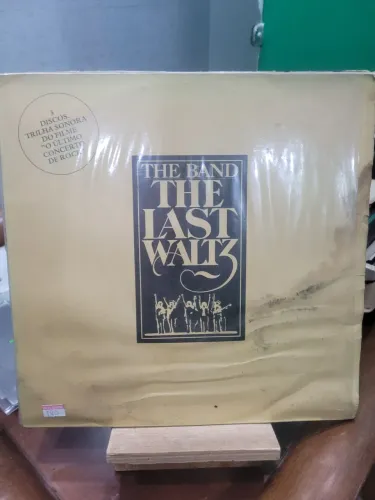 3
DISCOS
TRILHA SONORA
DO FILME
"O ÚLTIMO
CONCERTO
DE ROCK"
THE BAND
THE
LAST
WALTZ